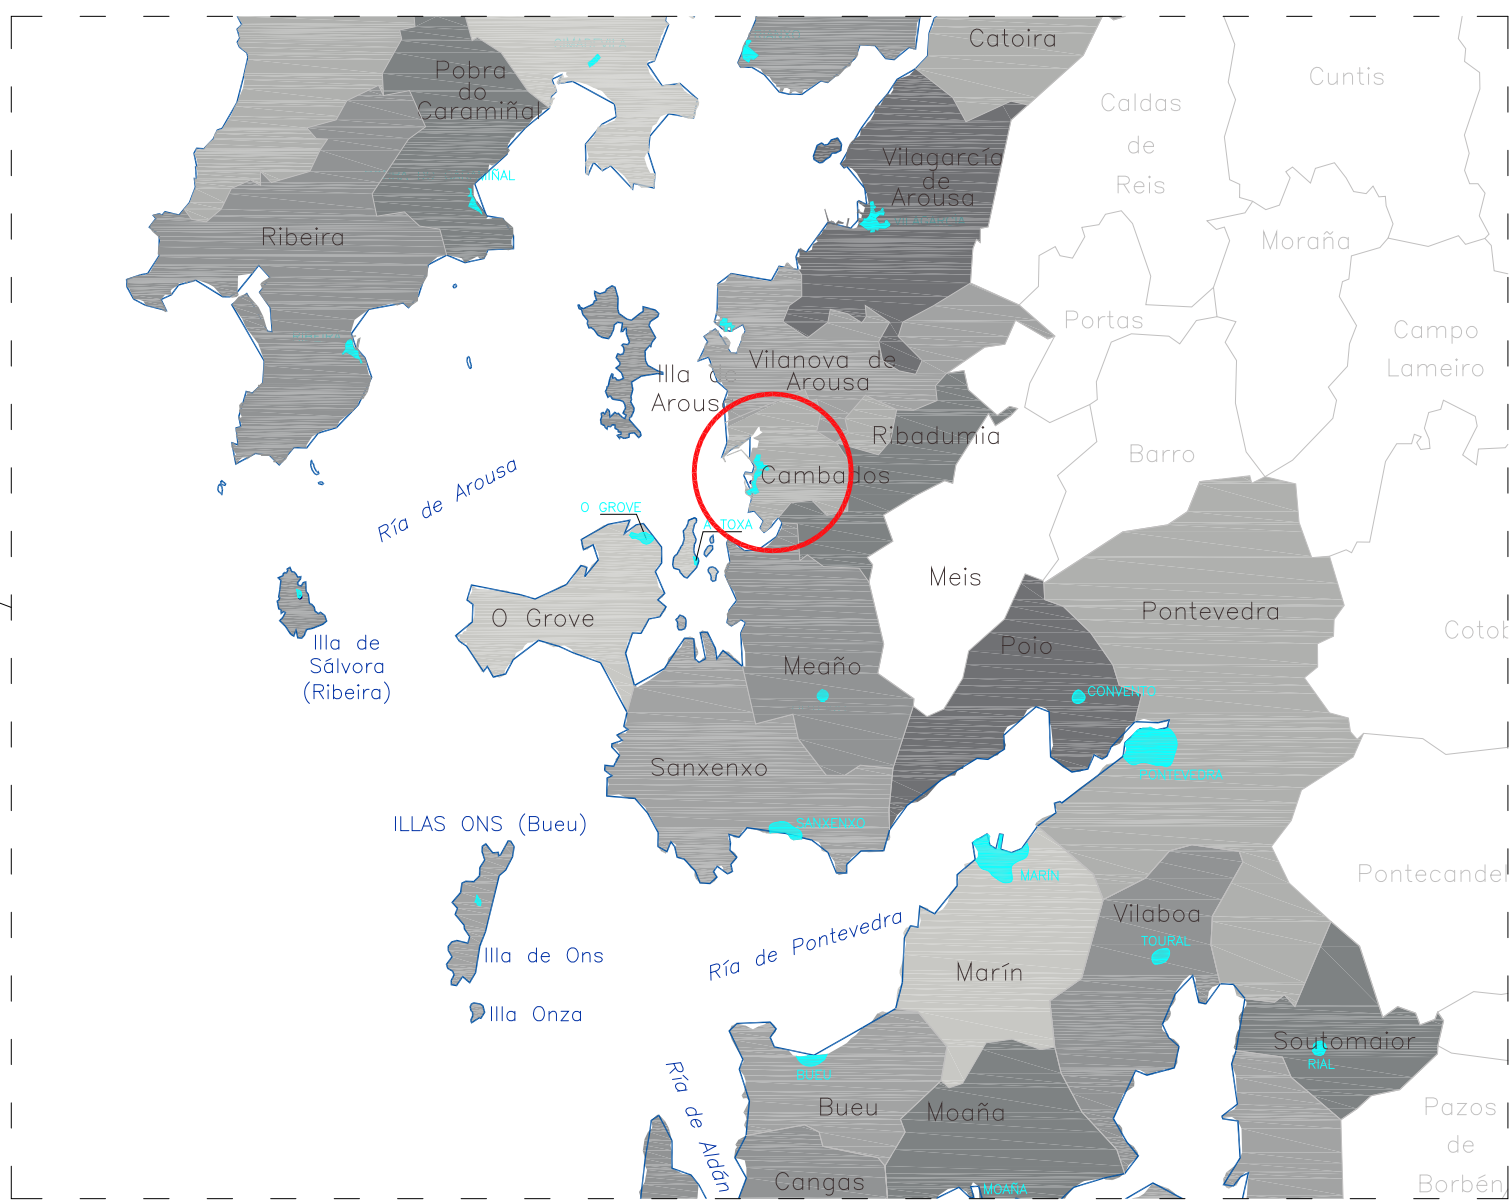 Catoira
Cuntis
Pobra
do
Caramiñal
Caldas
de
Reis
Vilagarcía
de
Arousa
Ribeira
Moraña
Portas
Campo
Lameiro
Vilanova de
Arousa
Illa de
Arousa
Ribadumia
Barro
Cambados
Ría de Arousa
O GROVE
A TOXA
Meis
O Grove
Pontevedra
Illa de
Sálvora
(Ribeira)
Poio
Meaño
CONVENTO
Sanxenxo
PONTEVEDRA
SANXENXO
ILLAS ONS (Bueu)
MARIN
Pontecandel
Vilaboa
TOURAL
Ría de Pontevedra
Illa de Ons
Marín
Illa Onza
Soutomaior
RIAL
Ría de Aldán
BUEU
Bueu
Moaña
Pazos
de
Borbén
Cangas
MOAÑA